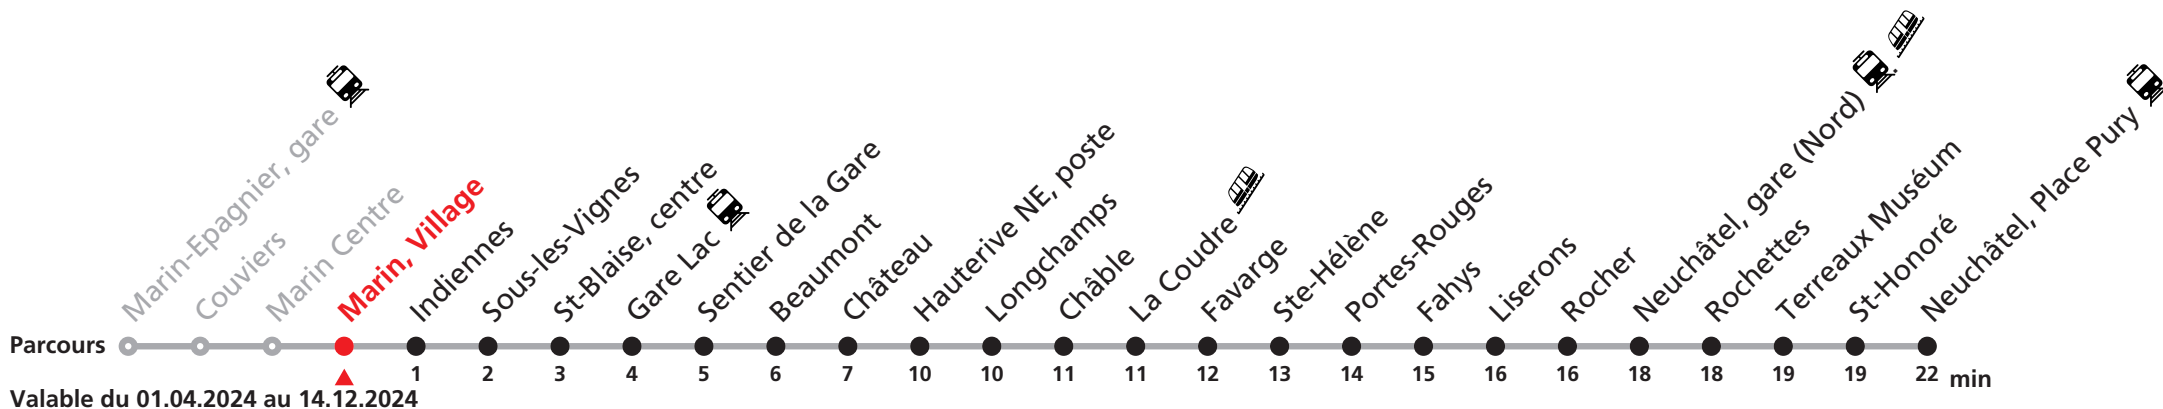 Marin-Epagnier, gare
Couviers
Marin Centre
Marin, Village
Indiennes
Sous-les-Vignes
St-Blaise, centre
Gare Lac
Sentier de la Gare
Beaumont
Château
Hauterive NE, poste
Longchamps
Châble
La Coudre
Favarge
Ste-Hélène
Portes-Rouges
Fahys
Liserons
Rocher
Neuchâtel, gare (Nord)
Rochettes
Terreaux Muséum
St-Honoré
Neuchâtel, Place Pury
Parcours
1 2 3 4 5 6 7 10 10 11 11 12 13 14 15 16 16 18 18 19 19 22 min
Valable du 01.04.2024 au 14.12.2024